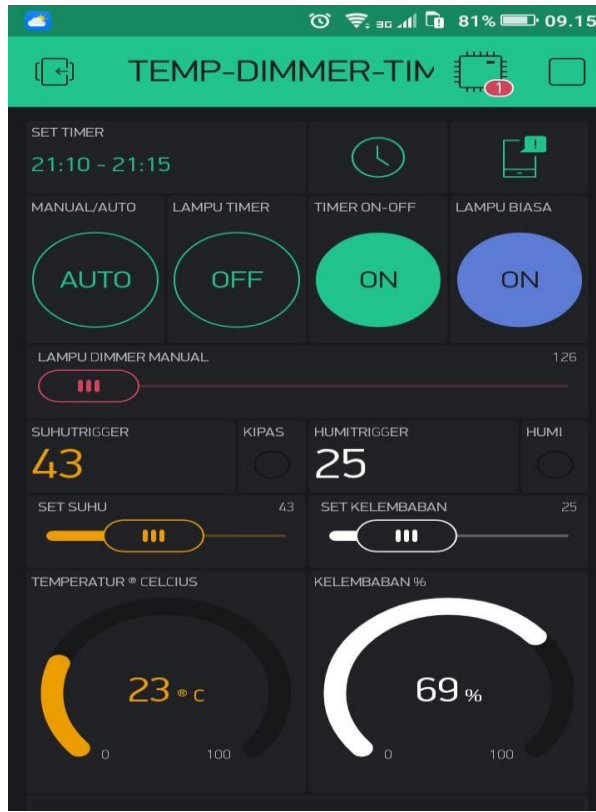 3G 81% 09.15
TEMP-DIMMER-TIM
1
SET TIMER
21:10 - 21:15
MANUAL/AUTO LAMPU TIMER TIMER ON-OFF LAMPU BIASA
AUTO OFF ON ON
LAMPU DIMMER MANUAL 126
SUHUTRIGGER KIPAS HUMITRIGGER HUMI
43 25
SET SUHU 43 SET KELEMBABAN 25
TEMPERATUR ® CELCIUS KELEMBABAN %
23 ® C 69 %
0 100 0 100